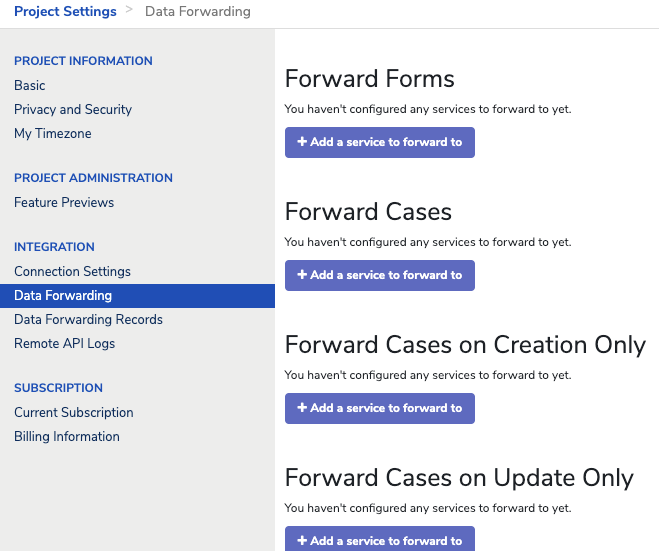 Project Settings > Data Forwarding
PROJECT INFORMATION
Basic
Privacy and Security
My Timezone
PROJECT ADMINISTRATION
Feature Previews
INTEGRATION
Connection Settings
Data Forwarding
Data Forwarding Records
Remote API Logs
SUBSCRIPTION
Current Subscription
Billing Information
Forward Forms
You haven't configured any services to forward to yet.
+ Add a service to forward to
Forward Cases
You haven't configured any services to forward to yet.
+ Add a service to forward to
Forward Cases on Creation Only
You haven't configured any services to forward to yet.
+ Add a service to forward to
Forward Cases on Update Only
You haven't configured any services to forward to yet.
+ Add a service to forward to